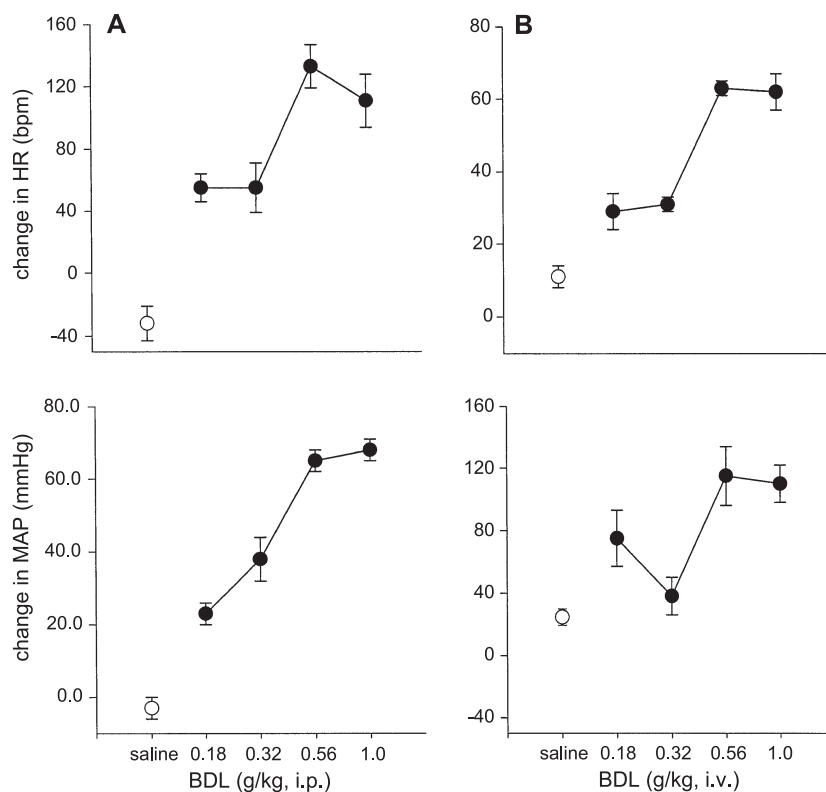 A
B
change in HR (bpm)
160
120
80
40
0
-40
80
60
40
20
0
change in MAP (mmHg)
80.0
60.0
40.0
20.0
0.0
160
120
80
40
0
-40
saline 0.18 0.32 0.56 1.0
BDL (g/kg, i.p.)
saline 0.18 0.32 0.56 1.0
BDL (g/kg, i.v.)